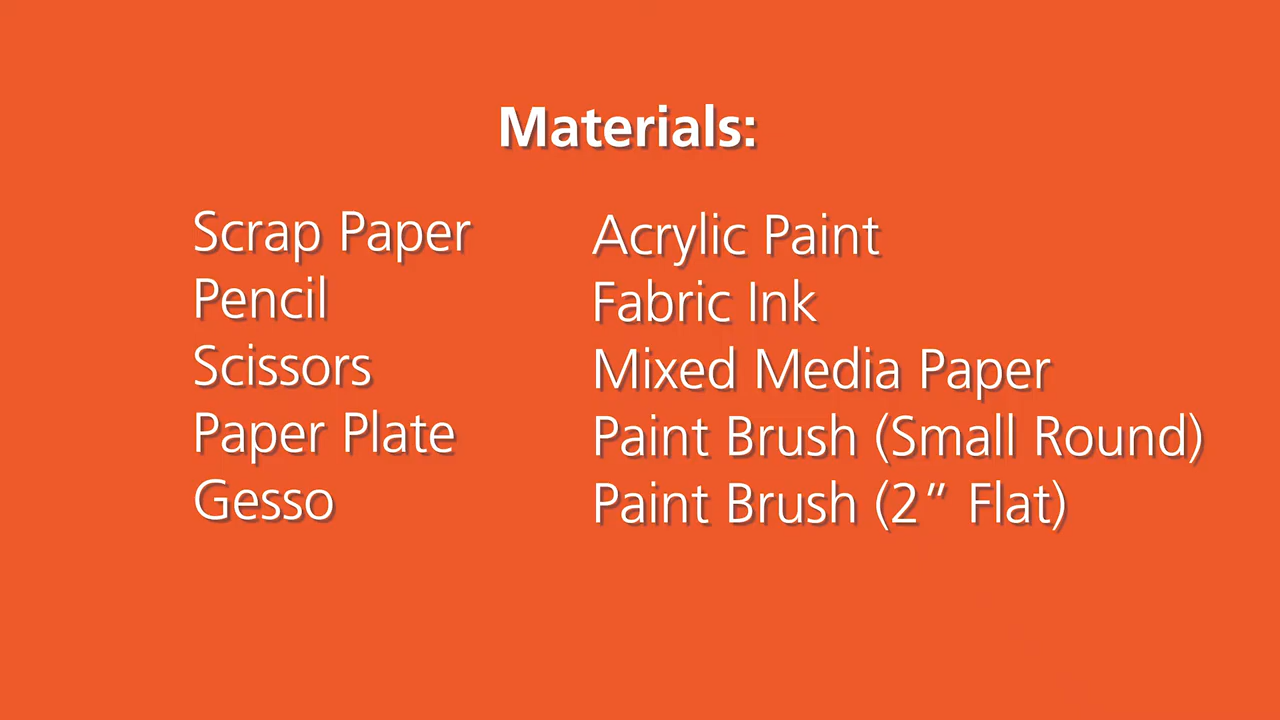 Materials:
Scrap Paper
Pencil
Scissors
Paper Plate
Gesso
Acrylic Paint
Fabric Ink
Mixed Media Paper
Paint Brush (Small Round)
Paint Brush (2” Flat)